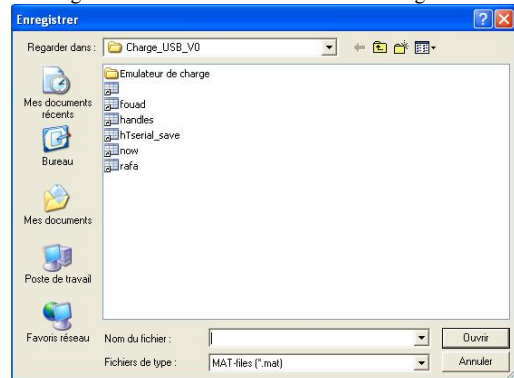 Enregistrer
Regarder dans :
Charge_USB_V0
Mes documents
récents
Bureau
Mes documents
Poste de travail
Favoris réseau
Emulateur de charge
fouad
handles
hTserial_save
now
rafa
Nom du fichier :
Ouvrir
Fichiers de type :
MAT-files (*.mat)
Annuler